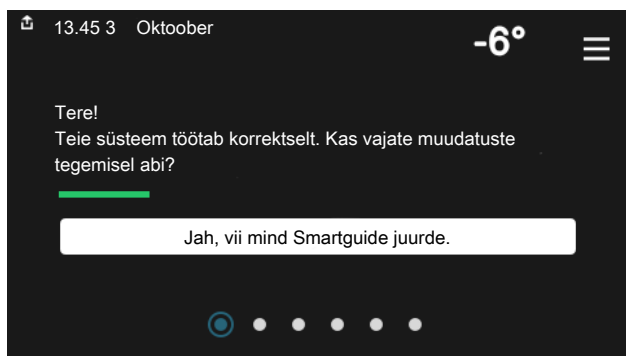 13.45 3 Oktoober
-6°
Tere!
Teie süsteem töötab korrektselt. Kas vajate muudatuste
tegemisel abi?
Jah, vii mind Smartguide juurde.